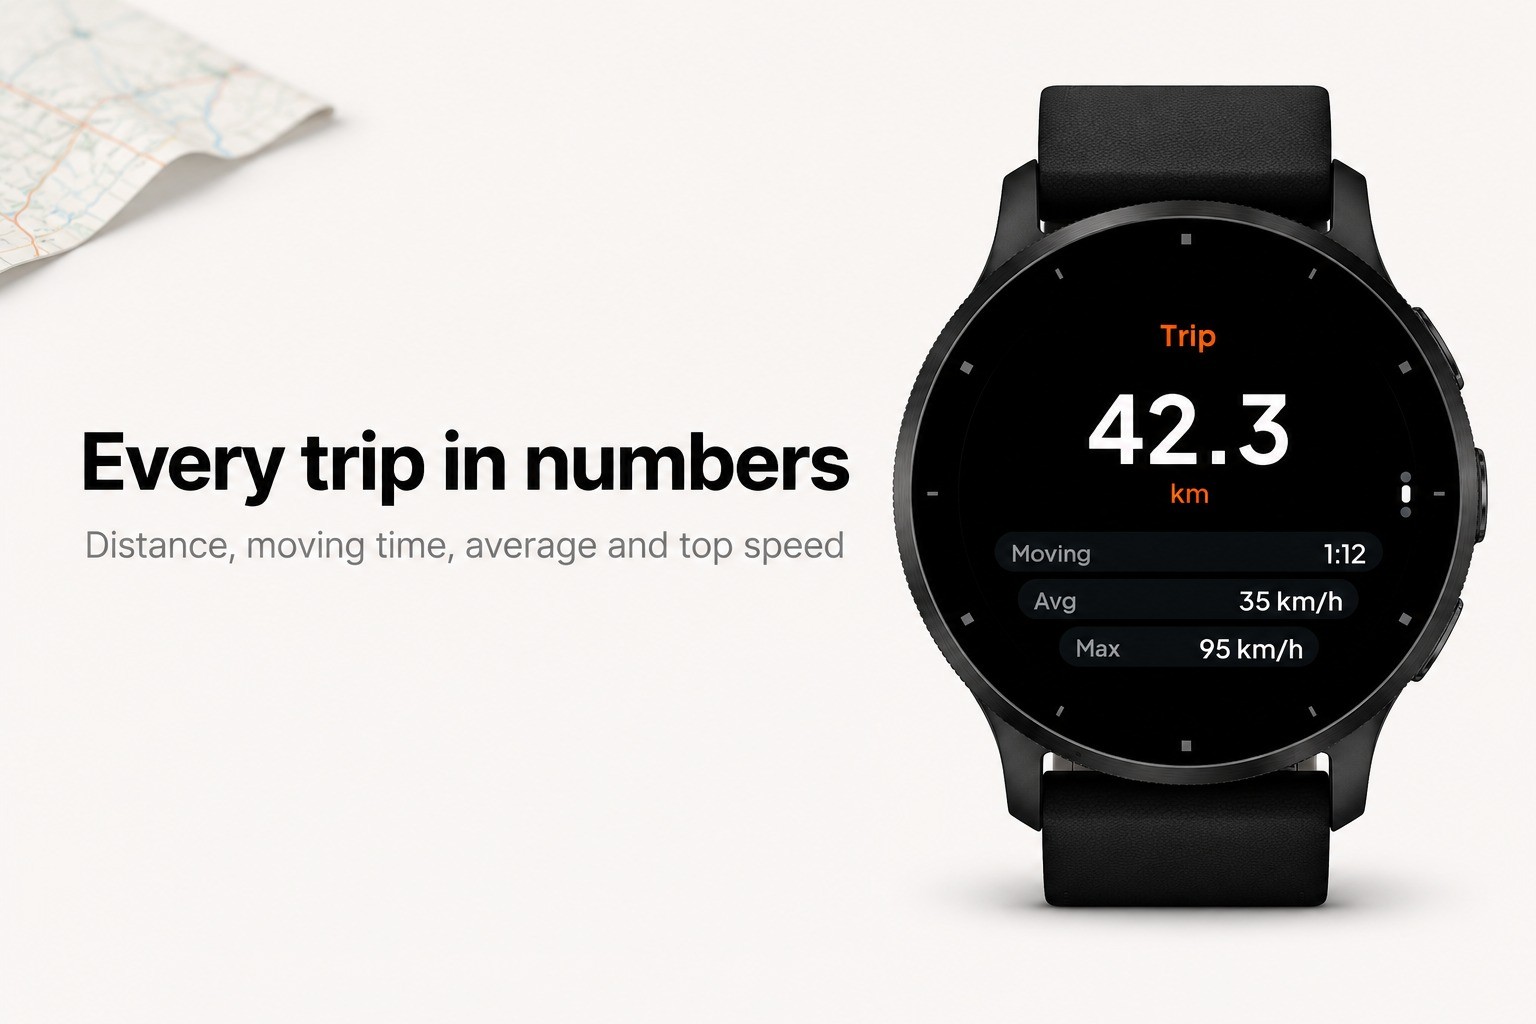 Every trip in numbers
Distance, moving time, average and top speed
Trip
42.3
km
Moving 1:12
Avg 35 km/h
Max 95 km/h